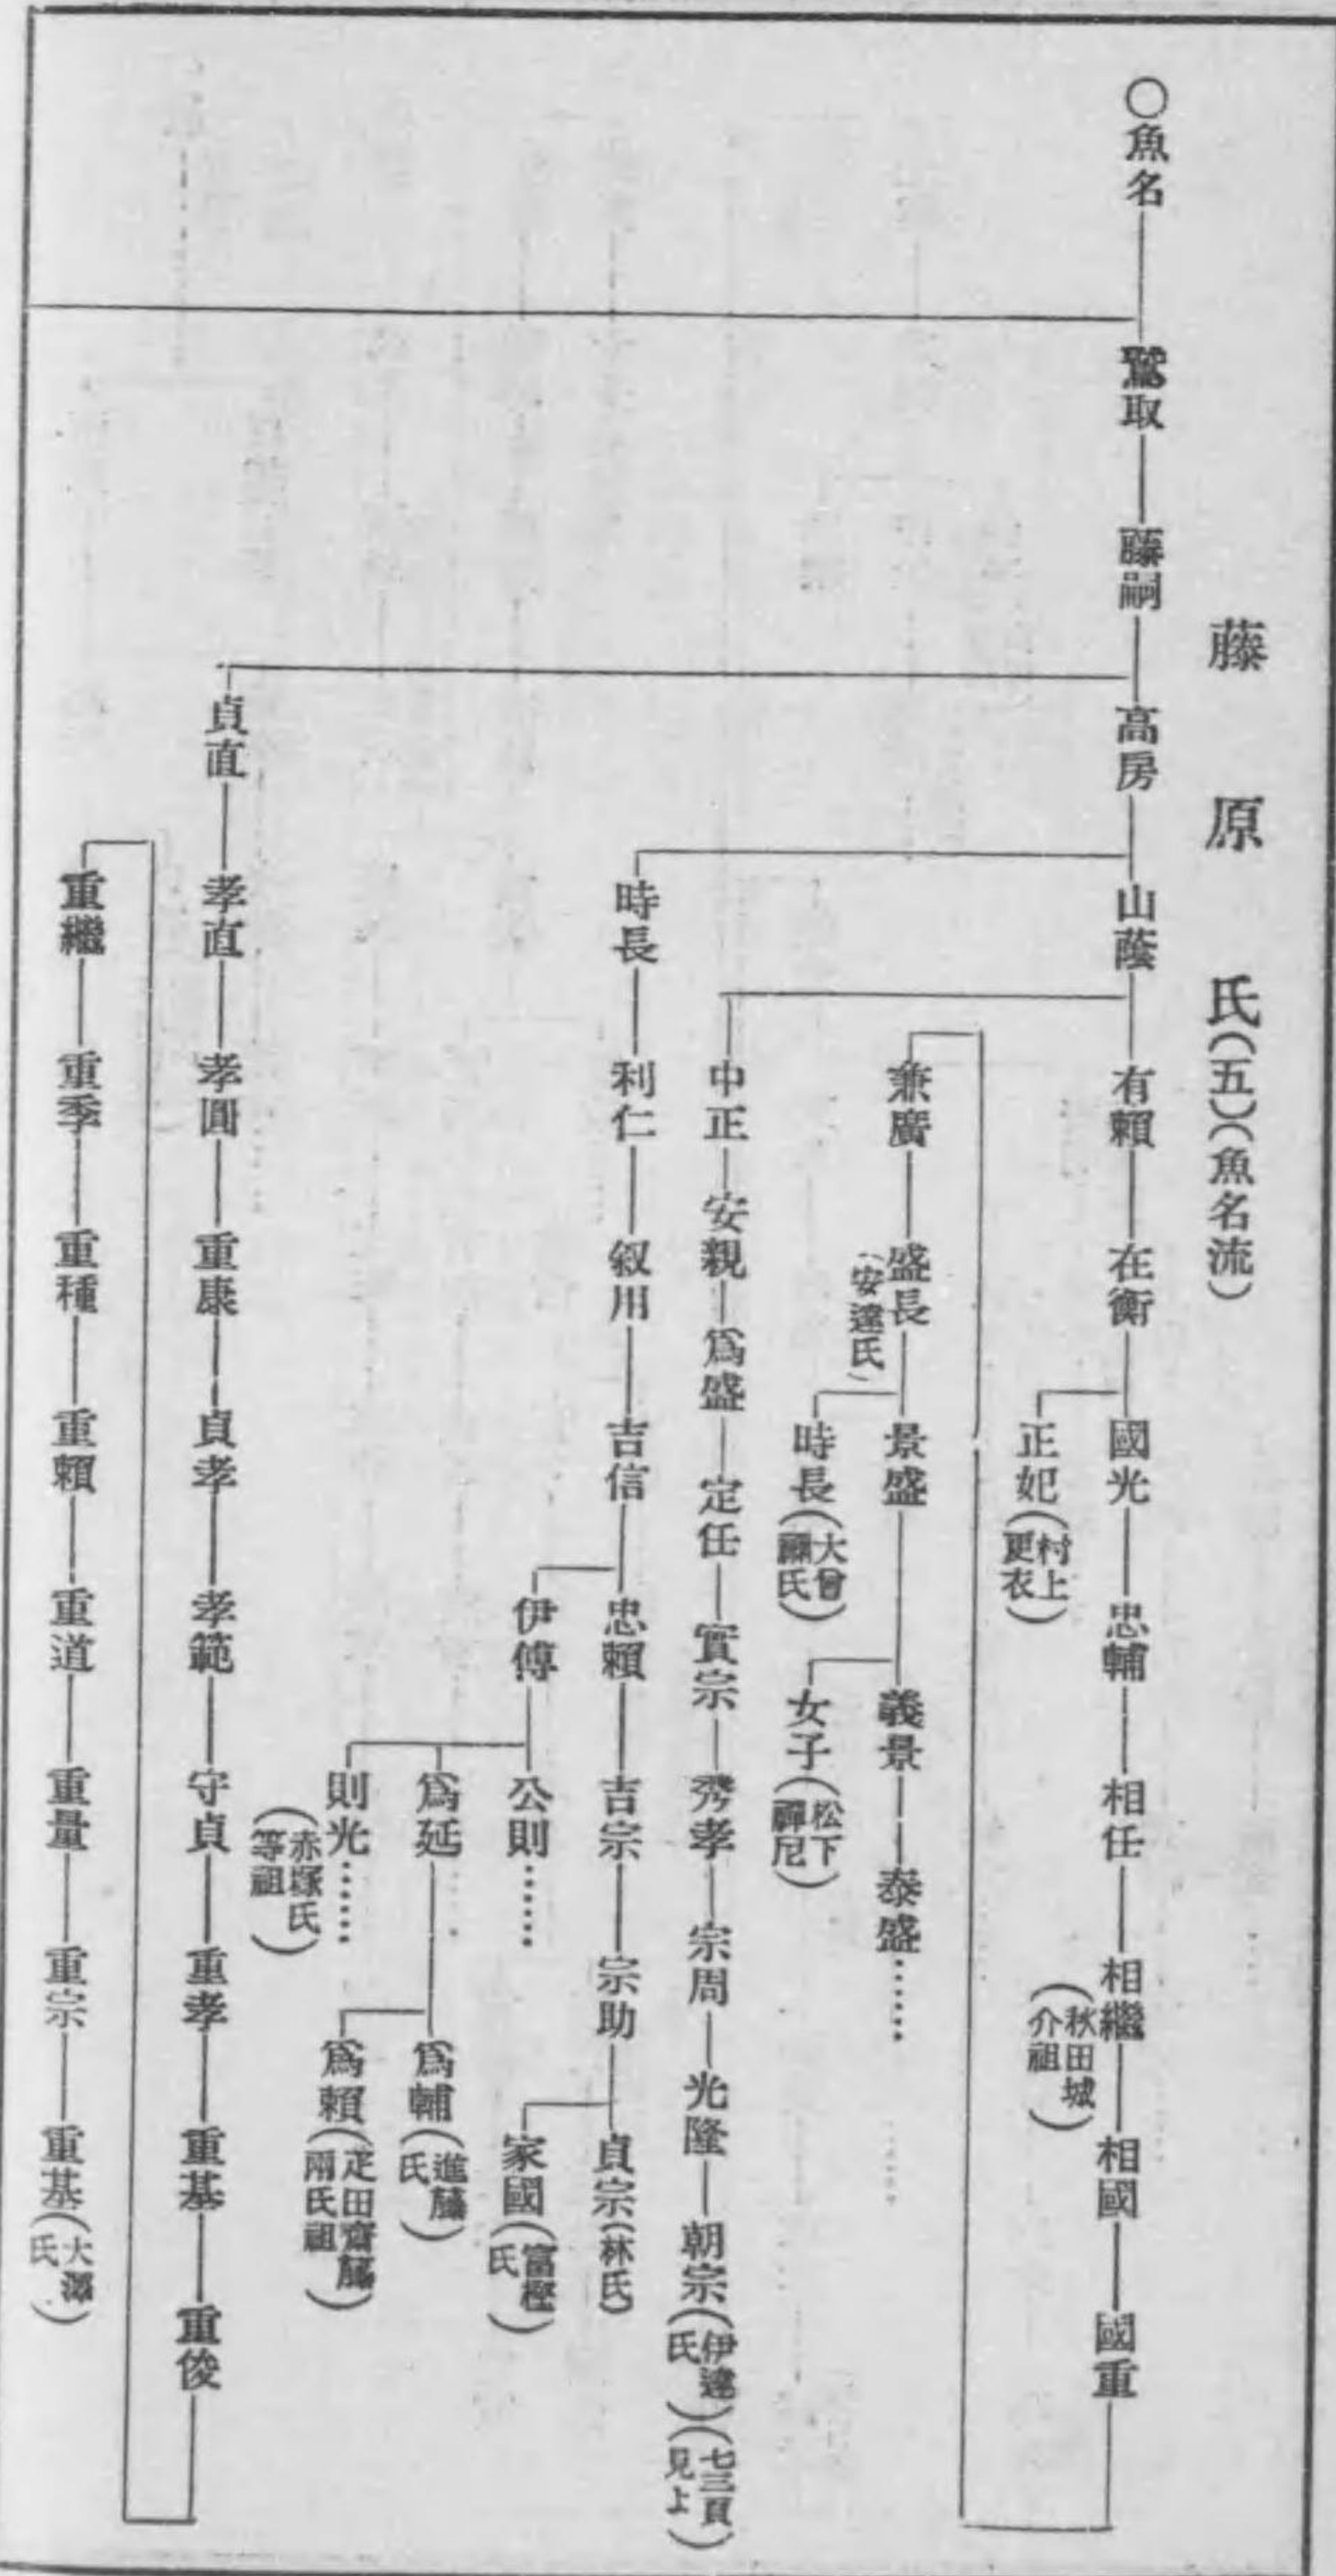 藤原氏(五)(魚名流)
○魚名―鷲取―藤嗣―高房―山蔭―有賴―在衡―國光―忠輔―相任―相繼(秋田城介祖)―相國―國重
正妃(村上更衣)
兼廣―盛長(安達氏)―景盛―義景―泰盛……
時長(大曾禰氏)
女子(松下禪尼)
中正―安親―爲盛―定任―實宗―秀孝―宗周―光隆―朝宗(伊達氏)(七三頁見上)
時長―利仁―叙用―吉信―忠賴―吉宗―宗助―貞宗(林氏)
家國(富樫氏)
伊傅―公則……
爲延―爲輔(進藤氏)
爲賴(疋田齋藤兩氏祖)
則光……(赤塚氏等祖)
貞直―孝直―孝圓―重康―貞孝―孝範―守貞―重孝―重基―重俊
重繼―重季―重種―重賴―重道―重量―重宗―重基(大澤氏)